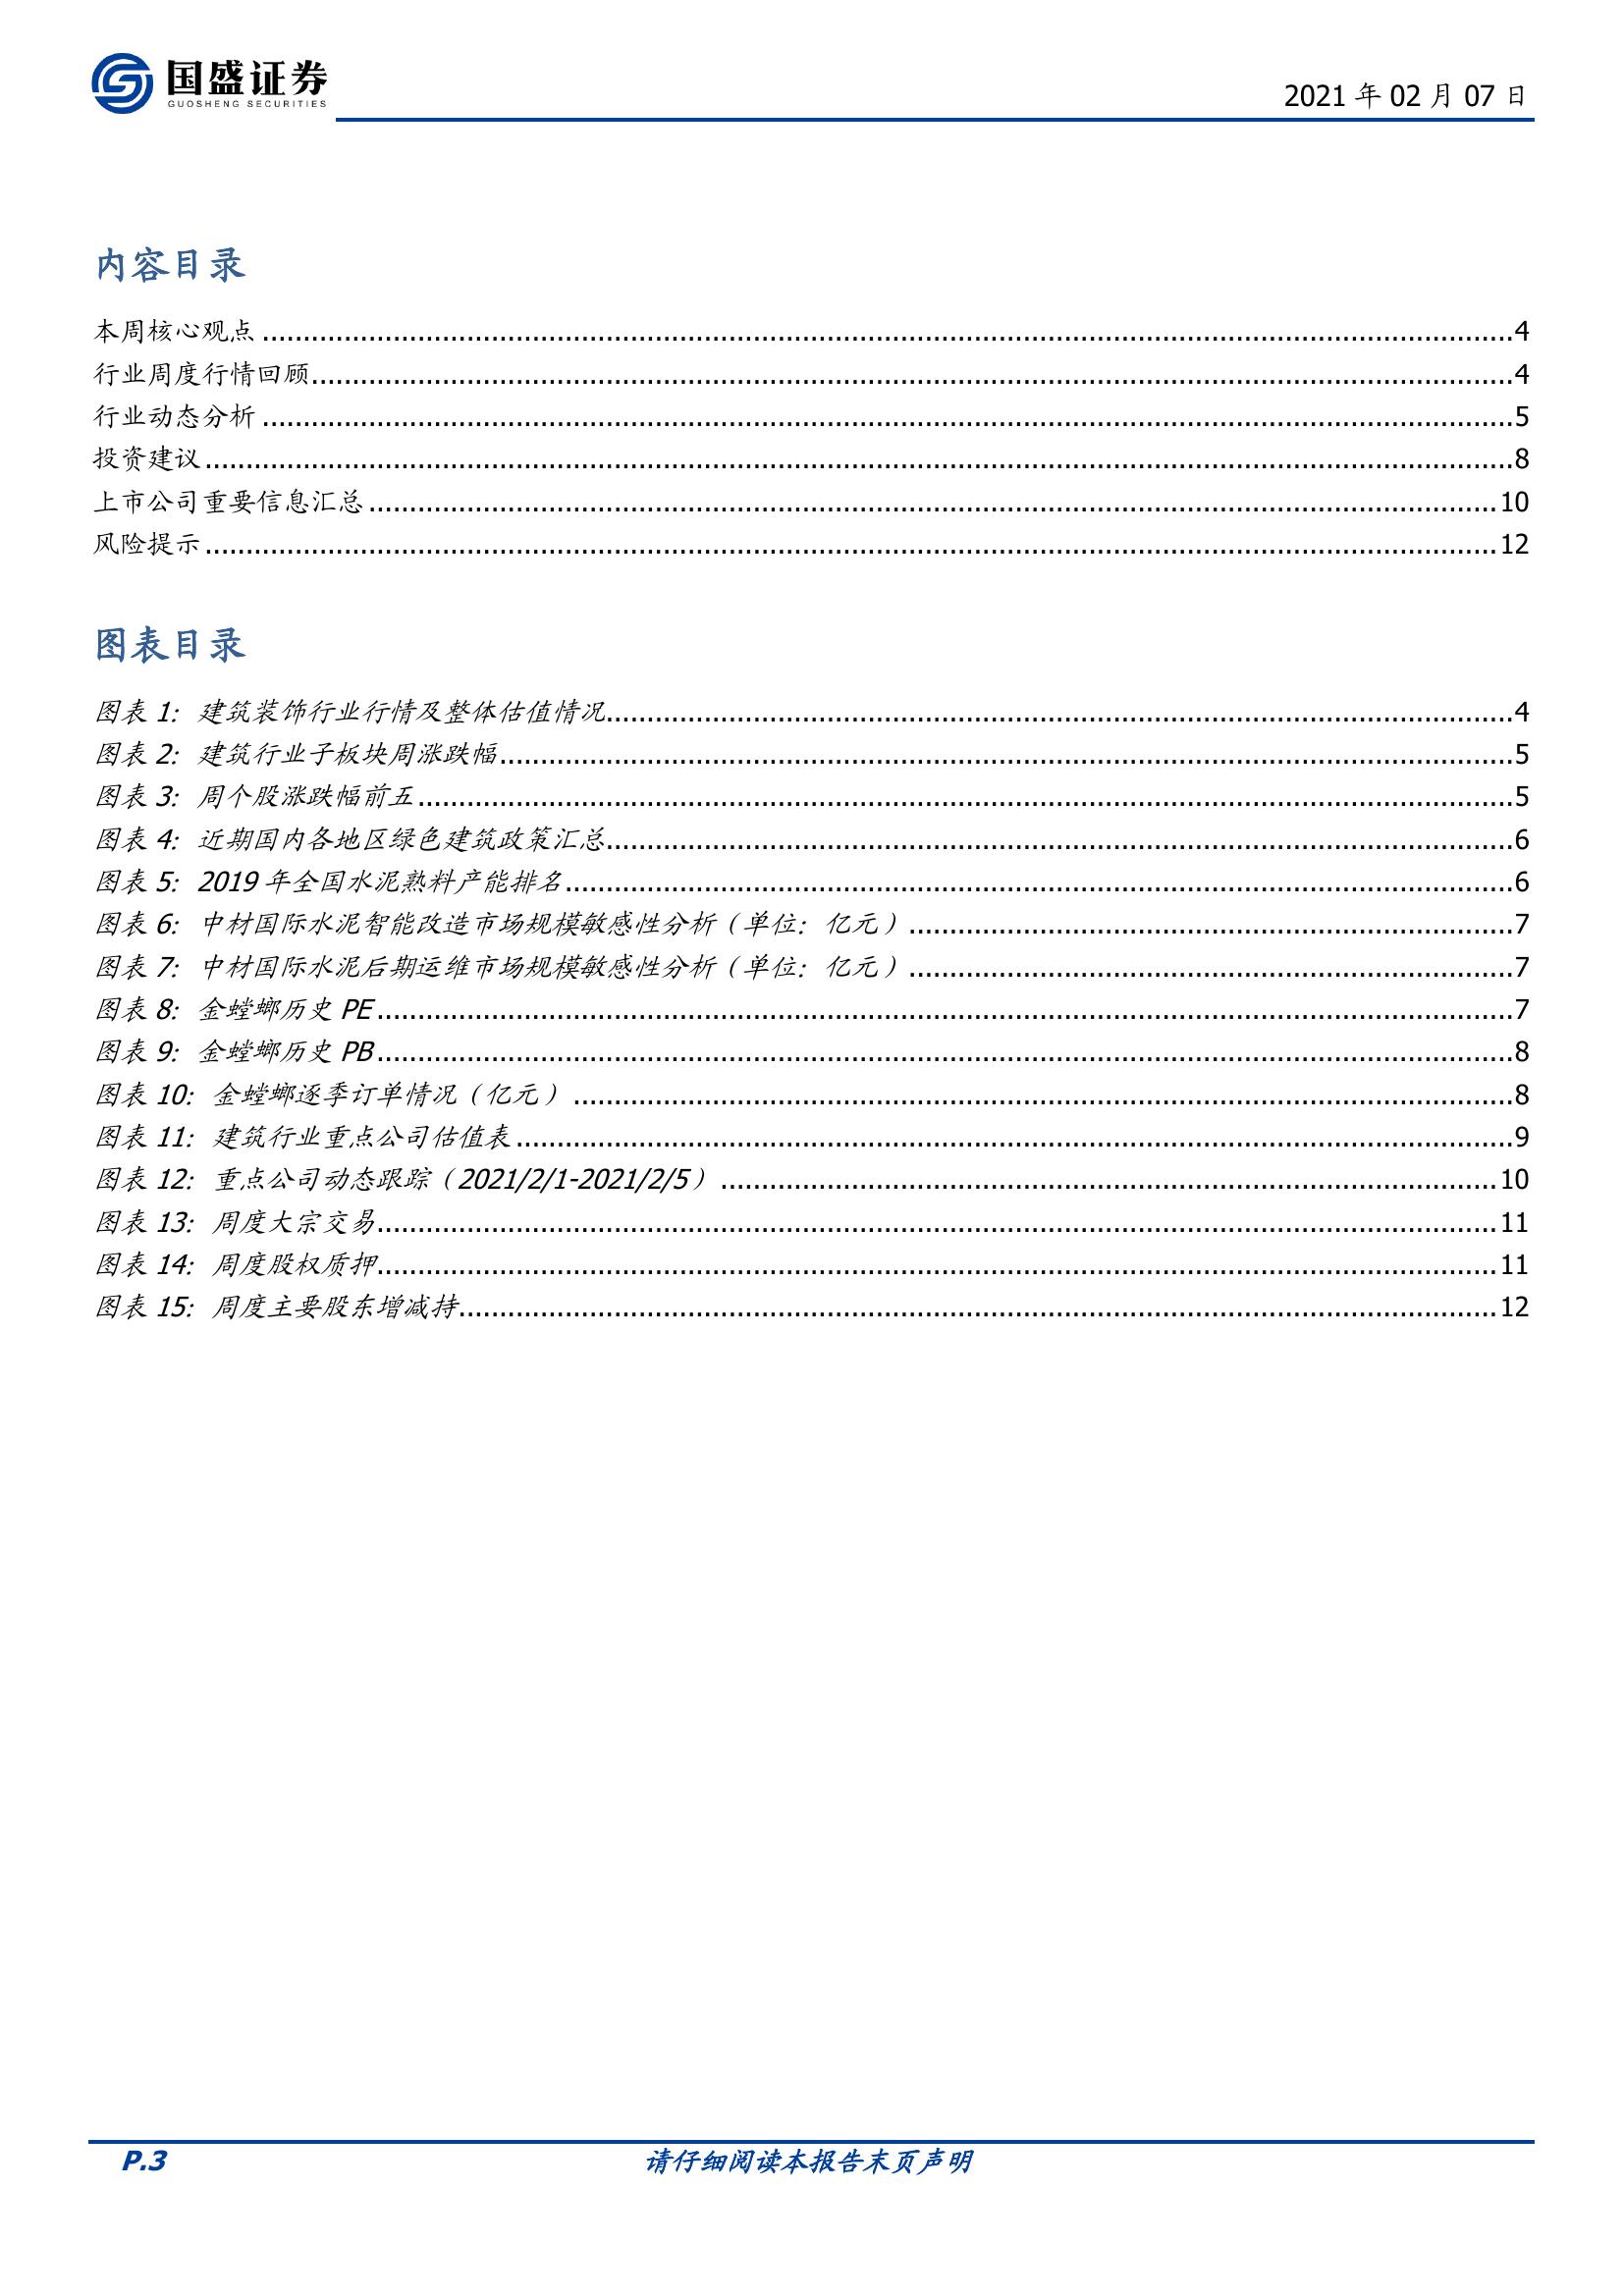 国盛证券
GUOSHENG SECURITIES
2021 年 02 月 07 日
内容目录
本周核心观点 ........ 4
行业周度行情回顾 ........ 4
行业动态分析 ........ 5
投资建议 ........ 8
上市公司重要信息汇总 ........ 10
风险提示 ........ 12
图表目录
图表 1: 建筑装饰行业行情及整体估值情况 ........ 4
图表 2: 建筑行业子板块周涨跌幅 ........ 5
图表 3: 周个股涨跌幅前五 ........ 5
图表 4: 近期国内各地区绿色建筑政策汇总 ........ 6
图表 5: 2019 年全国水泥熟料产能排名 ........ 6
图表 6: 中材国际水泥智能改造市场规模敏感性分析（单位：亿元） ........ 7
图表 7: 中材国际水泥后期运维市场规模敏感性分析（单位：亿元） ........ 7
图表 8: 金螳螂历史 PE ........ 7
图表 9: 金螳螂历史 PB ........ 8
图表 10: 金螳螂逐季订单情况（亿元） ........ 8
图表 11: 建筑行业重点公司估值表 ........ 9
图表 12: 重点公司动态跟踪（2021/2/1-2021/2/5） ........ 10
图表 13: 周度大宗交易 ........ 11
图表 14: 周度股权质押 ........ 11
图表 15: 周度主要股东增减持 ........ 12
P.3
请仔细阅读本报告末页声明